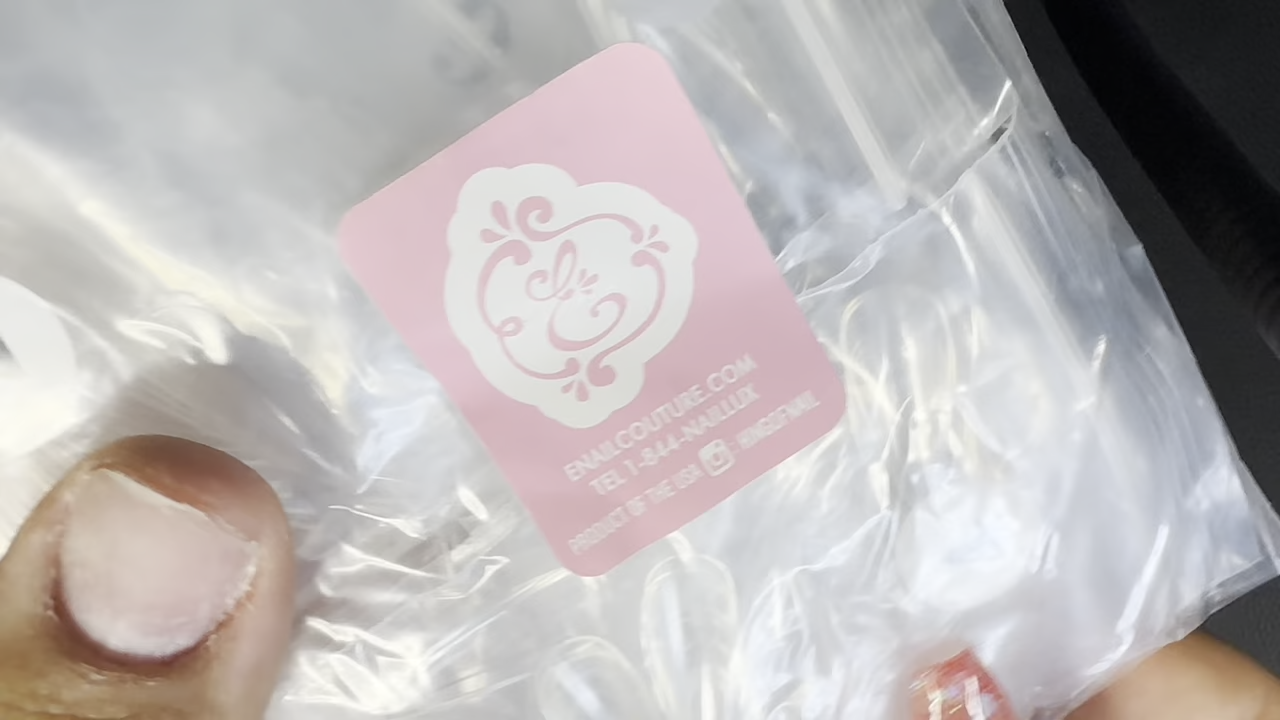 ENAILCOUTURE.COM
TEL 1-844-NAILLUX
PRODUCT OF THE USA